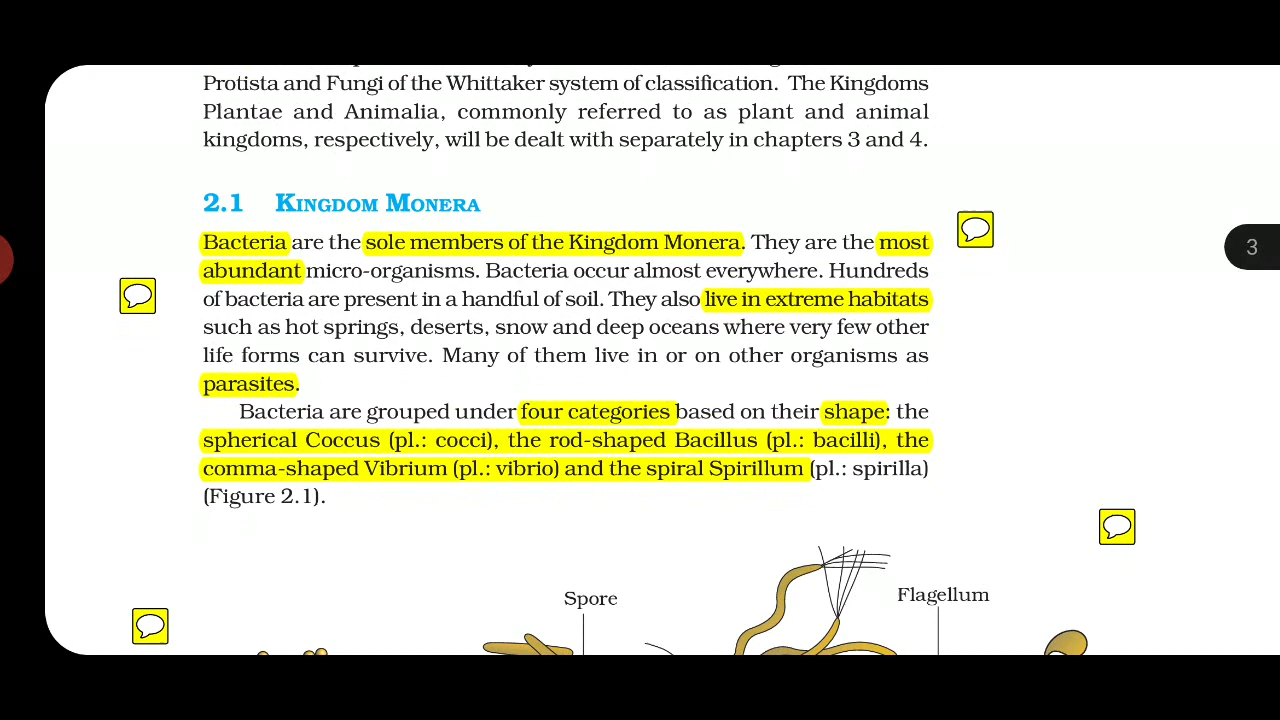 Protista and Fungi of the Whittaker system of classification. The Kingdoms
Plantae and Animalia, commonly referred to as plant and animal
kingdoms, respectively, will be dealt with separately in chapters 3 and 4.
2.1 Kingdom Monera
Bacteria are the sole members of the Kingdom Monera. They are the most
abundant micro-organisms. Bacteria occur almost everywhere. Hundreds
of bacteria are present in a handful of soil. They also live in extreme habitats
such as hot springs, deserts, snow and deep oceans where very few other
life forms can survive. Many of them live in or on other organisms as
parasites.
Bacteria are grouped under four categories based on their shape: the
spherical Coccus (pl.: cocci), the rod-shaped Bacillus (pl.: bacilli), the
comma-shaped Vibrium (pl.: vibrio) and the spiral Spirillum (pl.: spirilla)
(Figure 2.1).
Spore
Flagellum
3